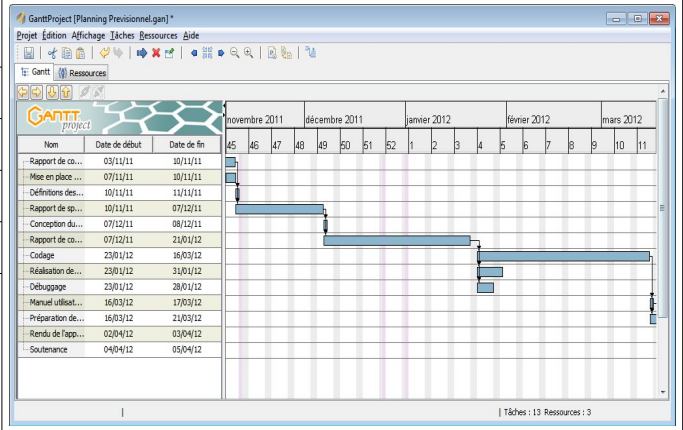 GanttProject [Planning Previsionnel.gan] *
Projet Édition Affichage Tâches Ressources Aide
Gantt Ressources
GANTT project
novembre 2011 décembre 2011 janvier 2012 février 2012 mars 2012
Nom Date de début Date de fin 45 46 47 48 49 50 51 52 1 2 3 4 5 6 7 8 9 10 11
Rapport de co... 03/11/11 10/11/11
Mise en place ... 07/11/11 10/11/11
Définitions des... 10/11/11 11/11/11
Rapport de sp... 10/11/11 07/12/11
Conception du... 07/12/11 08/12/11
Rapport de co... 07/12/11 21/01/12
Codage 23/01/12 16/03/12
Réalisation de... 23/01/12 31/01/12
Débuggage 23/01/12 28/01/12
Manuel utilisat... 16/03/12 17/03/12
Préparation de... 16/03/12 21/03/12
Rendu de l'app... 02/04/12 03/04/12
Soutenance 04/04/12 05/04/12
Tâches : 13 Ressources : 3